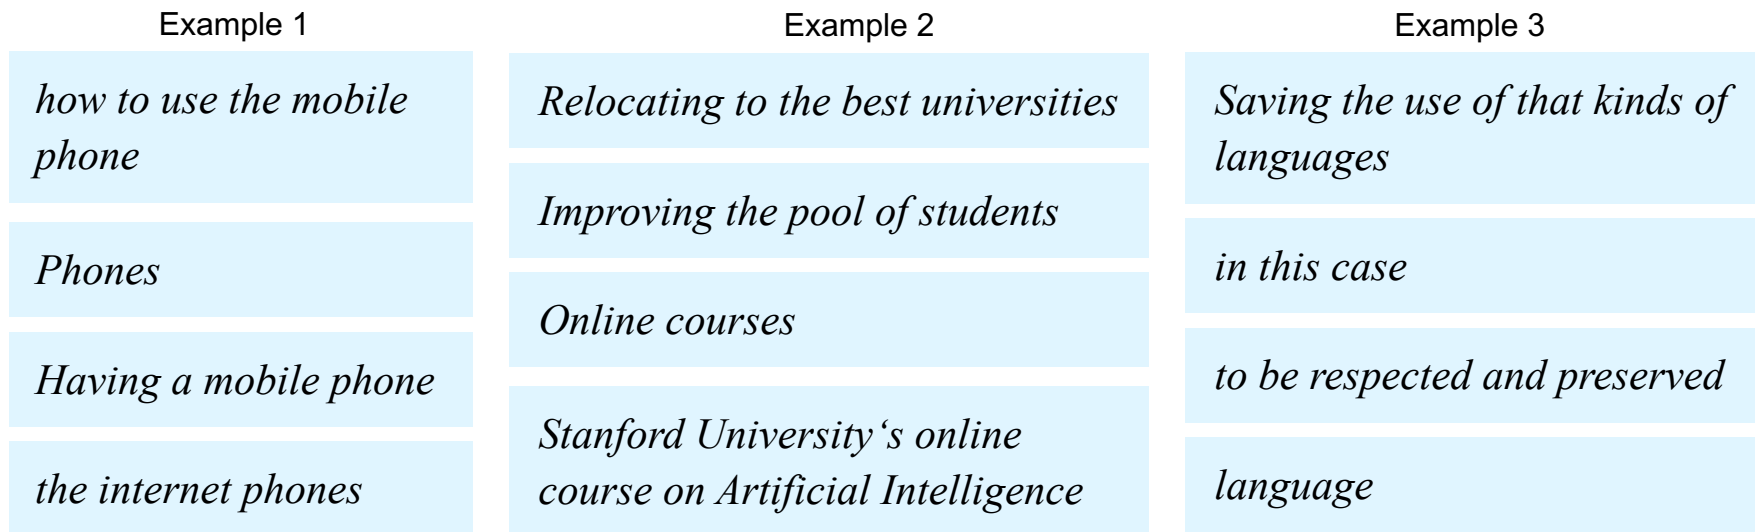 Example 1
how to use the mobile
phone
Phones
Having a mobile phone
the internet phones
Example 2
Relocating to the best universities
Improving the pool of students
Online courses
Stanford University‘s online
course on Artificial Intelligence
Example 3
Saving the use of that kinds of
languages
in this case
to be respected and preserved
language